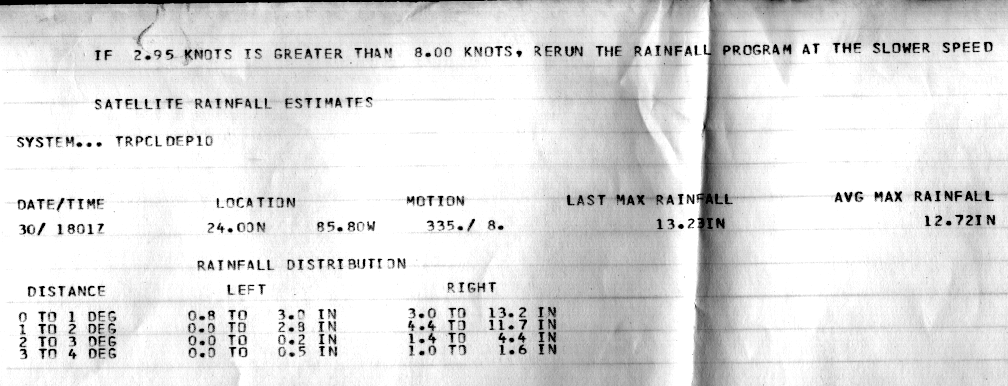 IF 2.95 KNOTS IS GREATER THAN 8.00 KNOTS, RERUN THE RAINFALL PROGRAM AT THE SLOWER SPEED
SATELLITE RAINFALL ESTIMATES
SYSTEM... TRPCLDEP10
DATE/TIME LOCATION MOTION LAST MAX RAINFALL AVG MAX RAINFALL
30/ 1801Z 24.00N 85.80W 335./ 8. 13.23IN 12.72IN
RAINFALL DISTRIBUTION
DISTANCE LEFT RIGHT
0 TO 1 DEG 0.8 TO 3.0 IN 3.0 TO 13.2 IN
1 TO 2 DEG 0.0 TO 2.8 IN 4.4 TO 11.7 IN
2 TO 3 DEG 0.0 TO 0.2 IN 1.4 TO 4.4 IN
3 TO 4 DEG 0.0 TO 0.5 IN 1.0 TO 1.6 IN